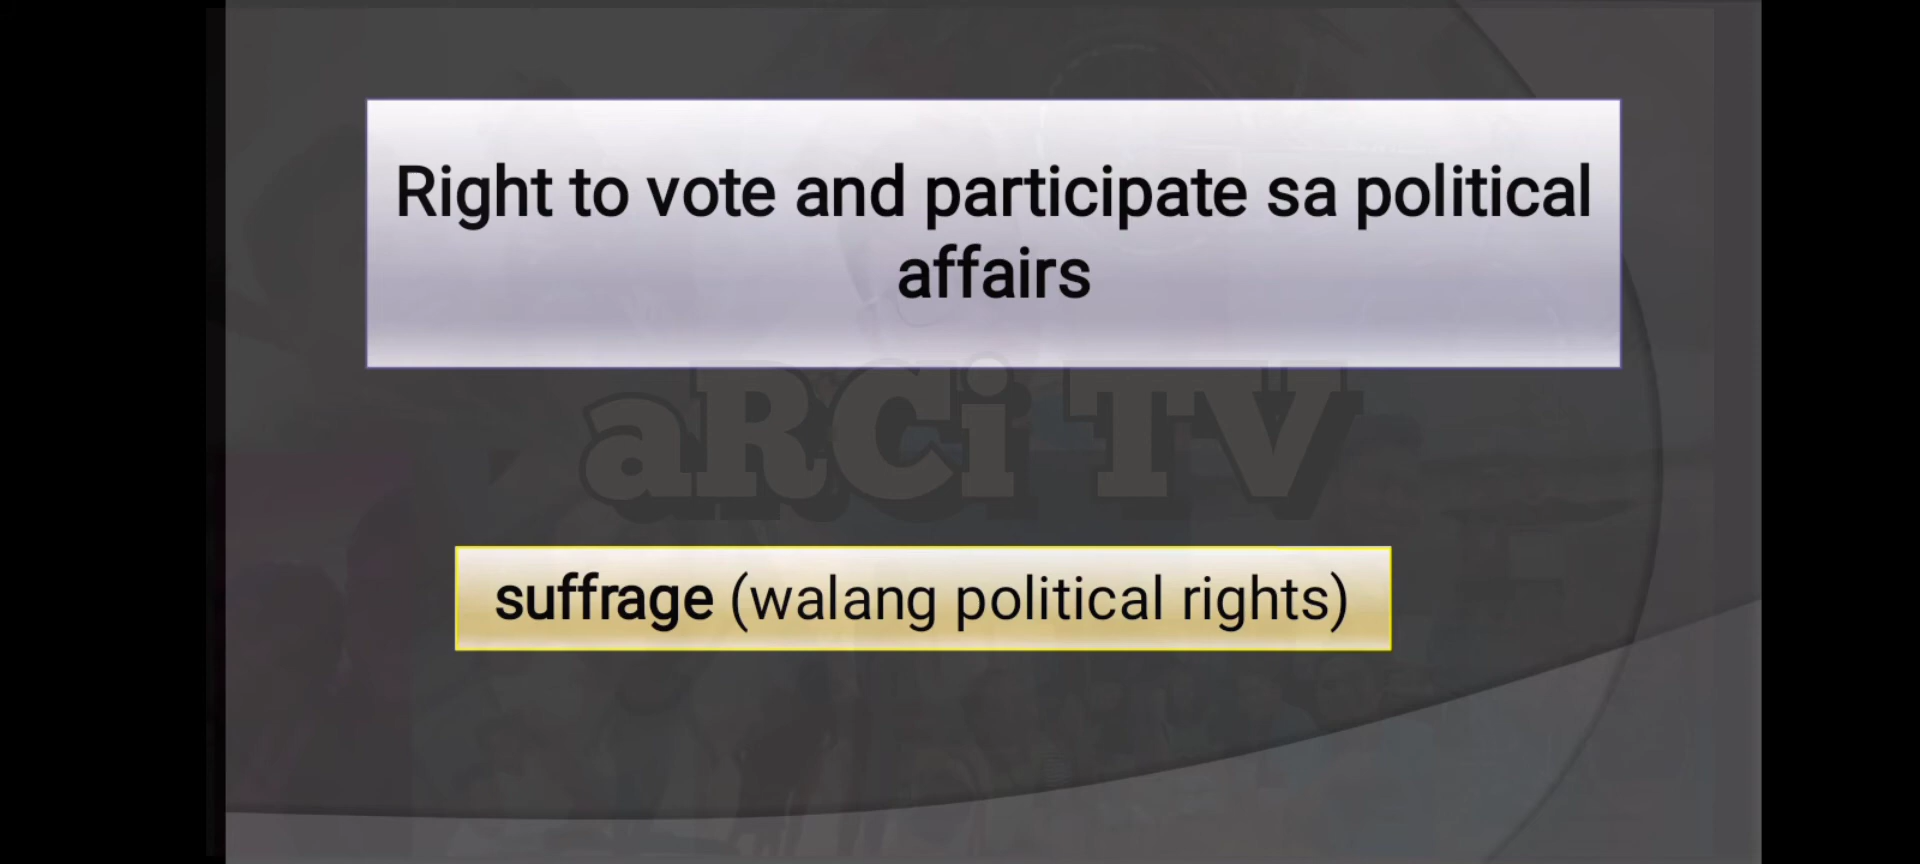 Right to vote and participate sa political
affairs
aRCi TV
suffrage (walang political rights)